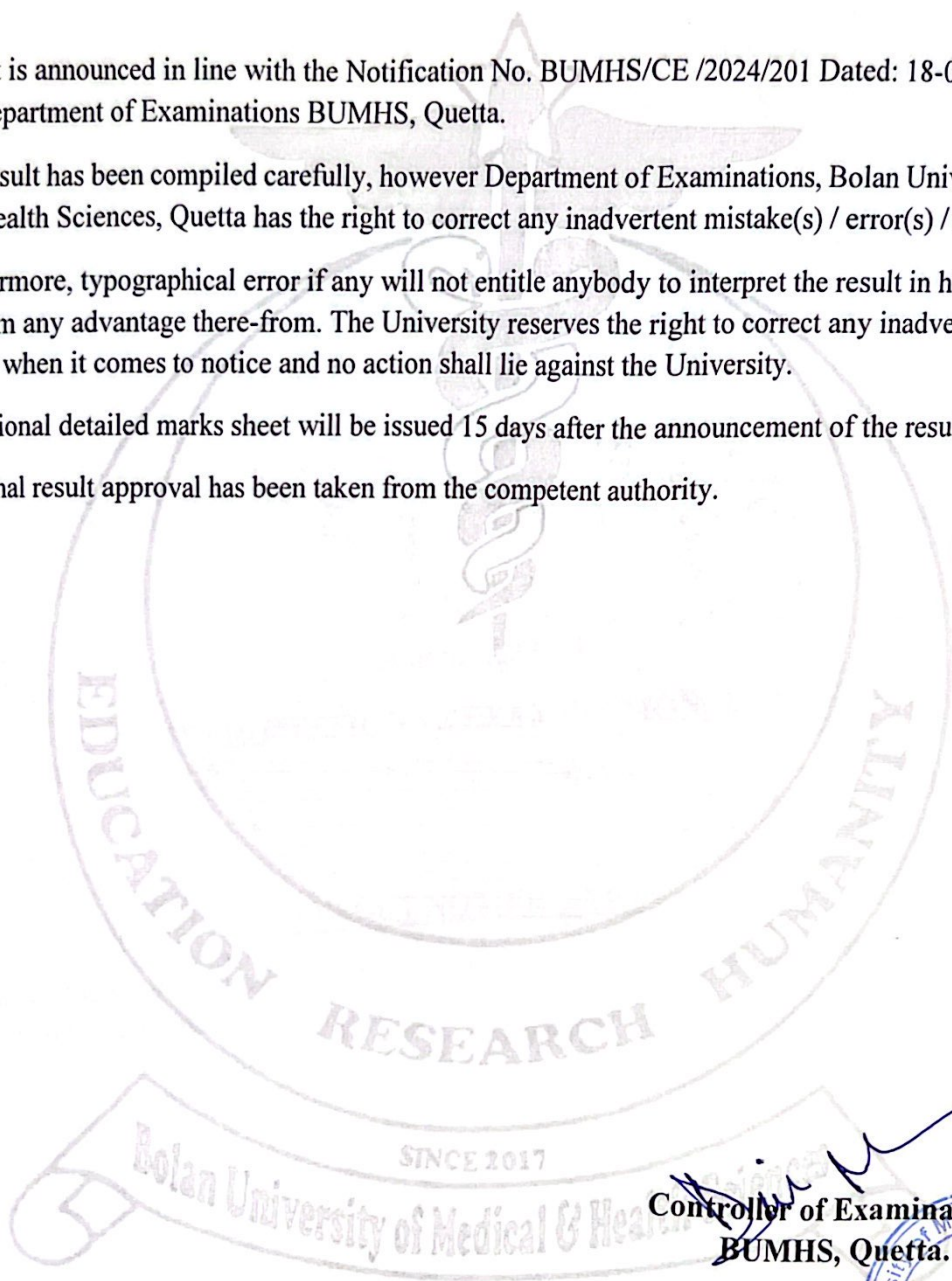 is announced in line with the Notification No. BUMHS/CE /2024/201 Dated: 18-0
epartment of Examinations BUMHS, Quetta.
sult has been compiled carefully, however Department of Examinations, Bolan Univ
ealth Sciences, Quetta has the right to correct any inadvertent mistake(s) / error(s) /
rmore, typographical error if any will not entitle anybody to interpret the result in h
m any advantage there-from. The University reserves the right to correct any inadve
when it comes to notice and no action shall lie against the University.
ional detailed marks sheet will be issued 15 days after the announcement of the resu
nal result approval has been taken from the competent authority.
EDUCATION RESEARCH HUMANITY
SINCE 2017
Bolan University of Medical & Health Sciences
Controller of Examina
BUMHS, Quetta.